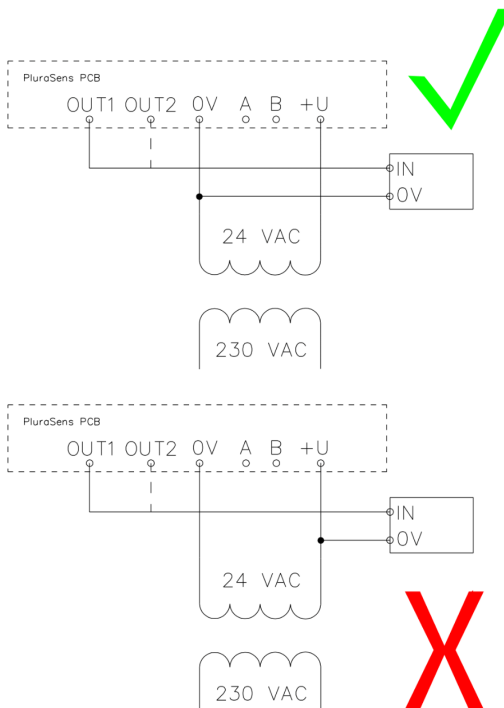 PluraSens PCB
OUT1 OUT2 0V A B +U
IN
0V
24 VAC
230 VAC
PluraSens PCB
OUT1 OUT2 0V A B +U
IN
0V
24 VAC
230 VAC